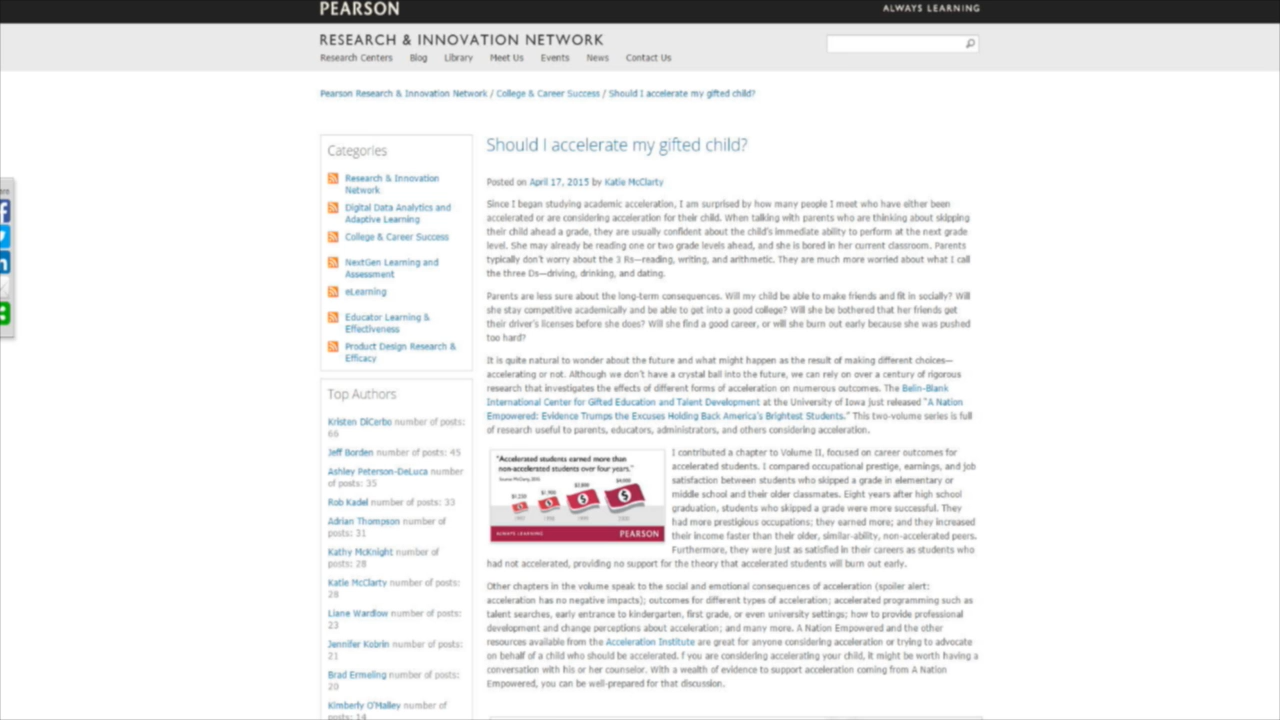 PEARSON
ALWAYS LEARNING
RESEARCH & INNOVATION NETWORK
Research Centers Blog Library Meet Us Events News Contact Us
Pearson Research & Innovation Network / College & Career Success / Should I accelerate my gifted child?
Categories
Research & Innovation
Network
Digital Data Analytics and
Adaptive Learning
College & Career Success
NextGen Learning and
Assessment
eLearning
Educator Learning &
Effectiveness
Product Design Research &
Efficacy
Top Authors
Kristen DiCerbo number of posts:
66
Jeff Borden number of posts: 45
Ashley Peterson-DeLuca number
of posts: 35
Rob Kadel number of posts: 33
Adrian Thompson number of
posts: 31
Kathy McKnight number of
posts: 28
Katie McClarty number of posts:
28
Liane Wardlow number of posts:
23
Jennifer Kobrin number of posts:
21
Brad Ermeling number of posts:
20
Kimberly O'Malley number of
posts: 14
Should I accelerate my gifted child?
Posted on April 17, 2015 by Katie McClarty
Since I began studying academic acceleration, I am surprised by how many people I meet who have either been
accelerated or are considering acceleration for their child. When talking with parents who are thinking about skipping
their child ahead a grade, they are usually confident about the child's immediate ability to perform at the next grade
level. She may already be reading one or two grade levels ahead, and she is bored in her current classroom. Parents
typically don't worry about the 3 Rs—reading, writing, and arithmetic. They are much more worried about what I call
the three Ds—driving, drinking, and dating.
Parents are less sure about the long-term consequences. Will my child be able to make friends and fit in socially? Will
she stay competitive academically and be able to get into a good college? Will she be bothered that her friends get
their driver's licenses before she does? Will she find a good career, or will she burn out early because she was pushed
too hard?
It is quite natural to wonder about the future and what might happen as the result of making different choices—
accelerating or not. Although we don't have a crystal ball into the future, we can rely on over a century of rigorous
research that investigates the effects of different forms of acceleration on numerous outcomes. The Belin-Blank
International Center for Gifted Education and Talent Development at the University of Iowa just released "A Nation
Empowered: Evidence Trumps the Excuses Holding Back America's Brightest Students." This two-volume series is full
of research useful to parents, educators, administrators, and others considering acceleration.
"Accelerated students earned more than
non-accelerated students over four years."
ALWAYS LEARNING PEARSON
I contributed a chapter to Volume II, focused on career outcomes for
accelerated students. I compared occupational prestige, earnings, and job
satisfaction between students who skipped a grade in elementary or
middle school and their older classmates. Eight years after high school
graduation, students who skipped a grade were more successful. They
had more prestigious occupations; they earned more; and they increased
their income faster than their older, similar-ability, non-accelerated peers.
Furthermore, they were just as satisfied in their careers as students who
had not accelerated, providing no support for the theory that accelerated students will burn out early.
Other chapters in the volume speak to the social and emotional consequences of acceleration (spoiler alert:
acceleration has no negative impacts); outcomes for different types of acceleration; accelerated programming such as
talent searches, early entrance to kindergarten, first grade, or even university settings; how to provide professional
development and change perceptions about acceleration; and many more. A Nation Empowered and the other
resources available from the Acceleration Institute are great for anyone considering acceleration or trying to advocate
on behalf of a child who should be accelerated. f you are considering accelerating your child, it might be worth having a
conversation with his or her counselor. With a wealth of evidence to support acceleration coming from A Nation
Empowered, you can be well-prepared for that discussion.